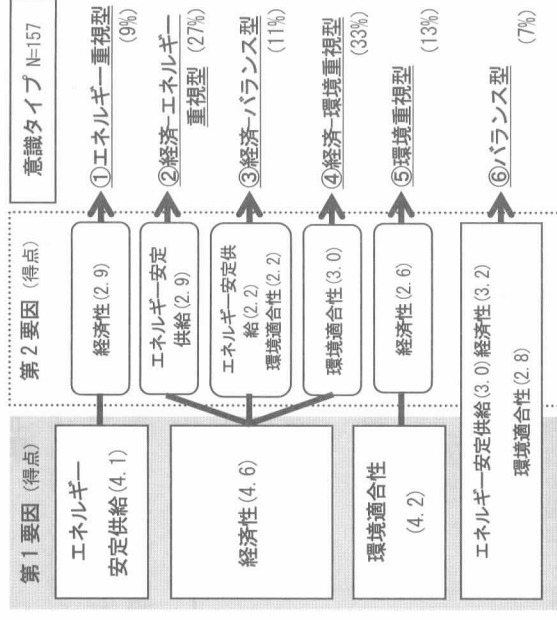 第1要因 (得点)
第2要因 (得点)
意識タイプ N=157
エネルギー
安定供給(4.1)
経済性(2.9)
①エネルギー重視型
(9%)
経済性(4.6)
エネルギー安定
供給(2.9)
②経済-エネルギー
重視型
(27%)
エネルギー安定供
給(2.2)
環境適合性(2.2)
③経済-バランス型
(11%)
環境適合性(3.0)
④経済-環境重視型
(33%)
環境適合性
(4.2)
経済性(2.6)
⑤環境重視型
(13%)
エネルギー安定供給(3.0)経済性(3.2)
環境適合性(2.8)
⑥バランス型
(7%)